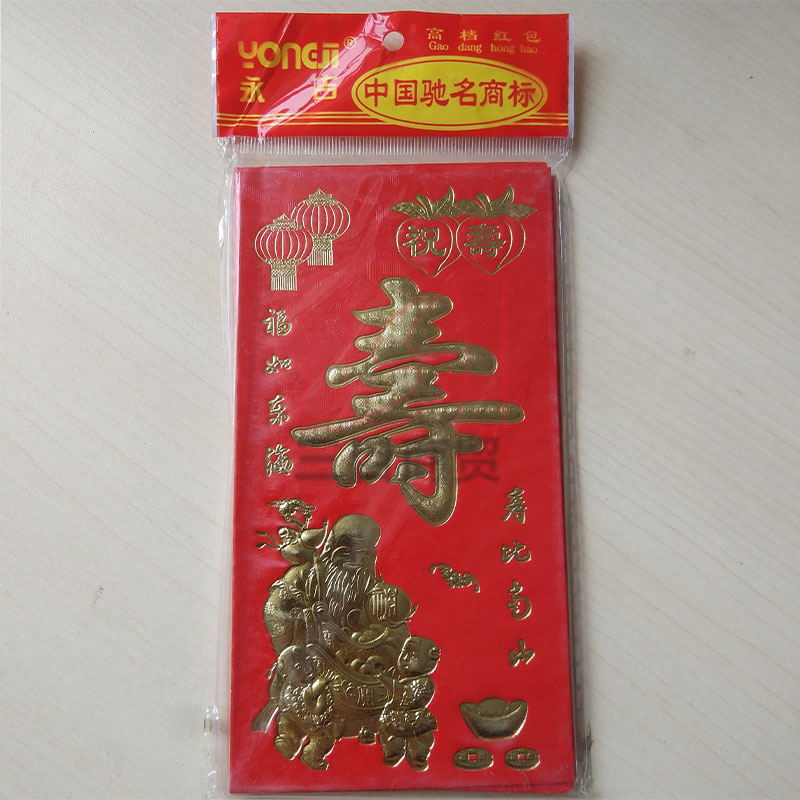 YONGJI®
永吉
高档红包
Gao dang hong bao
中国驰名商标
祝壽
寿
福如东海
寿比南山